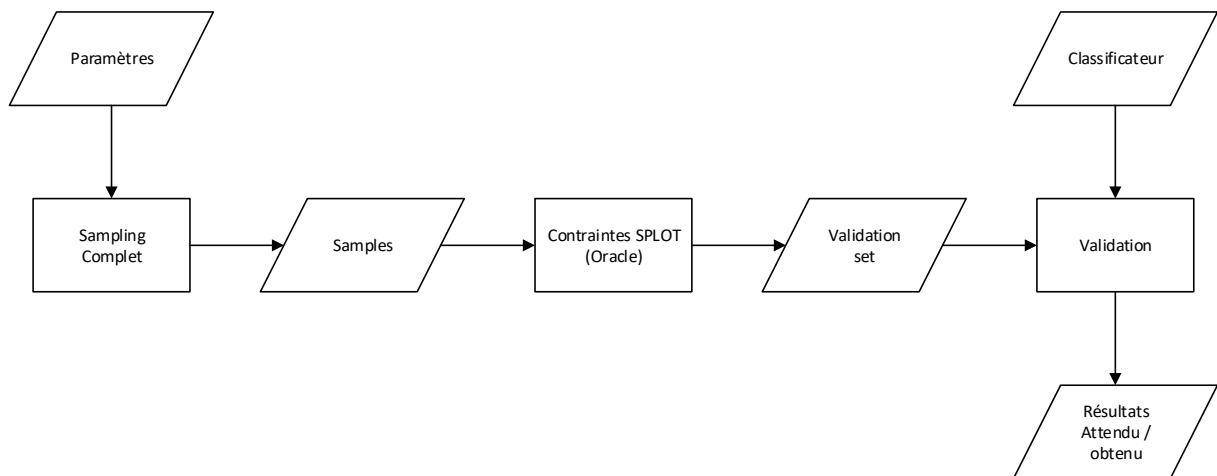 Paramètres
Classificateur
Sampling
Complet
Samples
Contraintes SPLOT
(Oracle)
Validation
set
Validation
Résultats
Attendu /
obtenu